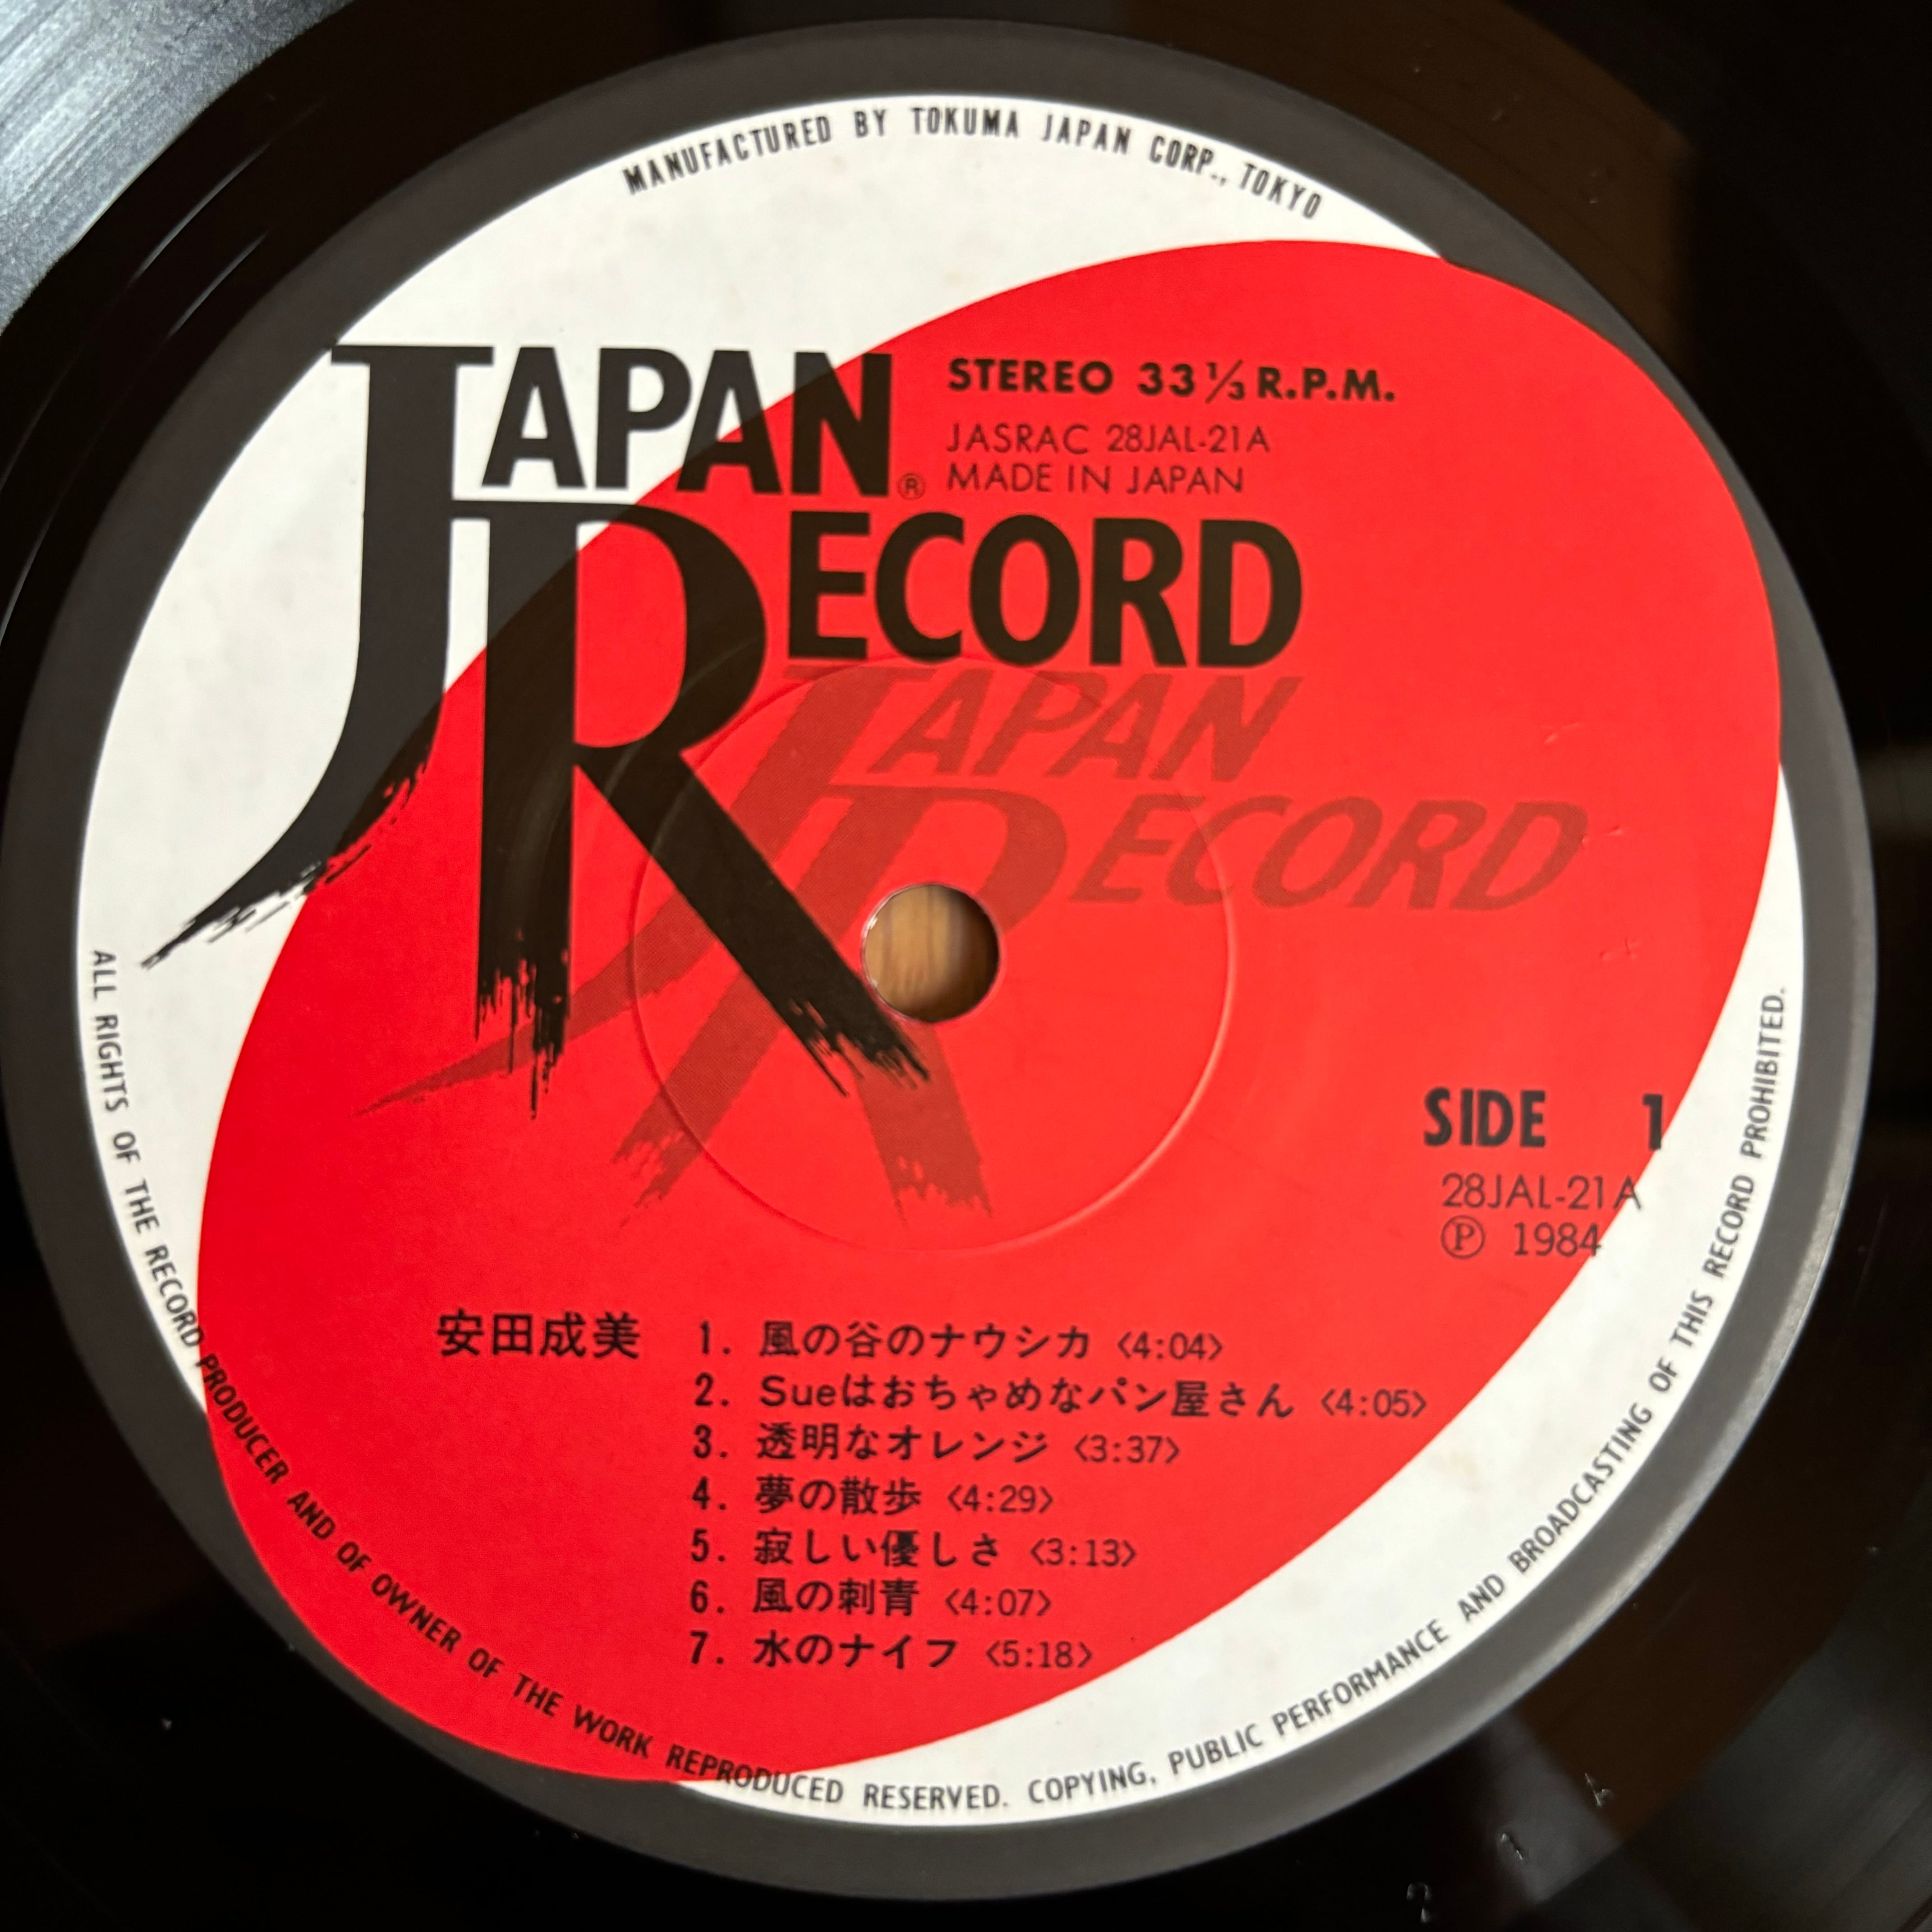 MANUFACTURED BY TOKUMA JAPAN CORP., TOKYO
JAPAN
RECORD
®
STEREO 33⅓ R.P.M.
JASRAC 28JAL-21A
MADE IN JAPAN
JAPAN
RECORD
SIDE 1
28JAL-21A
Ⓟ 1984
安田成美
1. 風の谷のナウシカ 〈4:04〉
2. Sueはおちゃめなパン屋さん 〈4:05〉
3. 透明なオレンジ 〈3:37〉
4. 夢の散歩 〈4:29〉
5. 寂しい優しさ 〈3:13〉
6. 風の刺青 〈4:07〉
7. 水のナイフ 〈5:18〉
ALL RIGHTS OF THE RECORD PRODUCER AND OF OWNER OF THE WORK REPRODUCED RESERVED. COPYING, PUBLIC PERFORMANCE AND BROADCASTING OF THIS RECORD PROHIBITED.